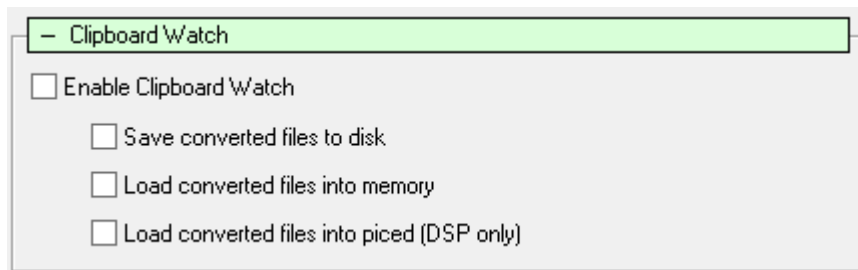 – Clipboard Watch
Enable Clipboard Watch
Save converted files to disk
Load converted files into memory
Load converted files into piced (DSP only)